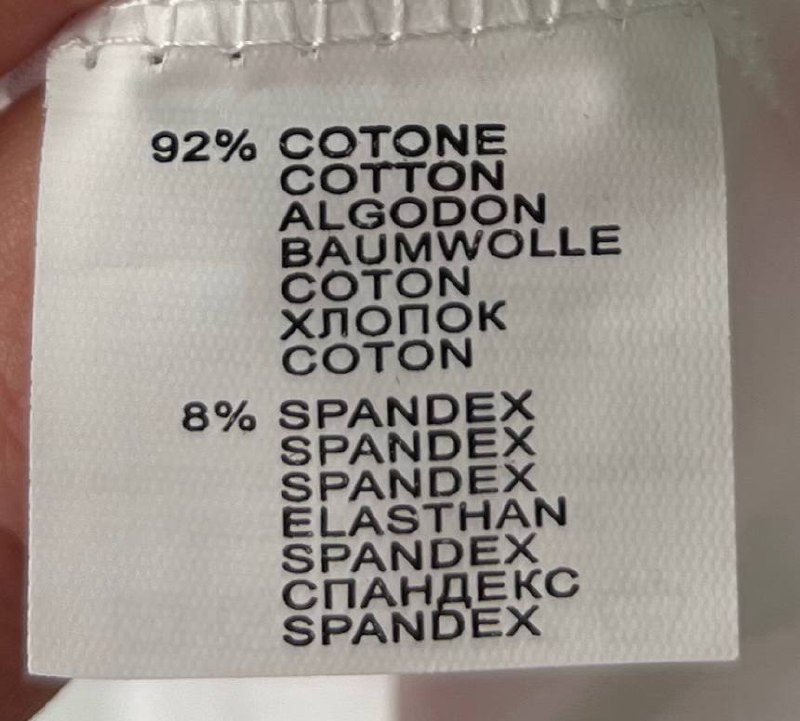 92% COTONE
COTTON
ALGODON
BAUMWOLLE
COTON
ХЛОПОК
COTON
8% SPANDEX
SPANDEX
SPANDEX
ELASTHAN
SPANDEX
СПАНДЕКС
SPANDEX